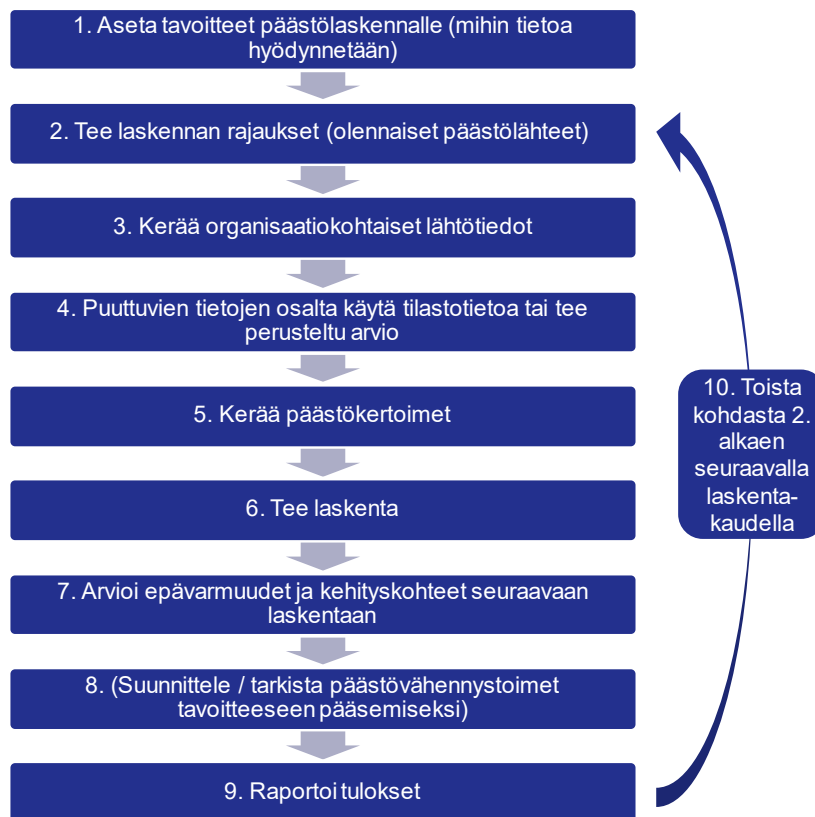 1. Aseta tavoitteet päästölaskennalle (mihin tietoa
hyödynnetään)
2. Tee laskennan rajaukset (olennaiset päästölähteet)
3. Kerää organisaatiokohtaiset lähtötiedot
4. Puuttuvien tietojen osalta käytä tilastotietoa tai tee
perusteltu arvio
5. Kerää päästökertoimet
6. Tee laskenta
7. Arvioi epävarmuudet ja kehityskohteet seuraavaan
laskentaan
8. (Suunnittele / tarkista päästövähennystoimet
tavoitteeseen pääsemiseksi)
9. Raportoi tulokset
10. Toista
kohdasta 2.
alkaen
seuraavalla
laskenta-
kaudella